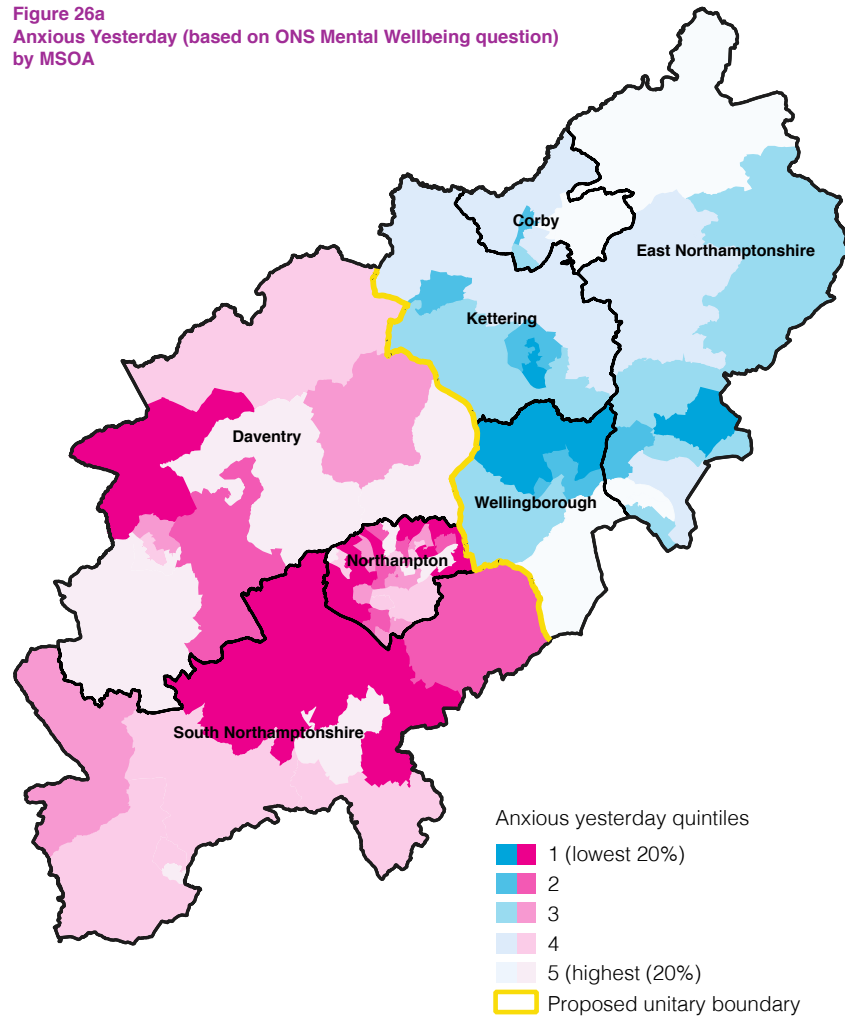 Figure 26a
Anxious Yesterday (based on ONS Mental Wellbeing question)
by MSOA
Corby
East Northamptonshire
Kettering
Daventry
Wellingborough
Northampton
South Northamptonshire
Anxious yesterday quintiles
1 (lowest 20%)
2
3
4
5 (highest (20%)
Proposed unitary boundary